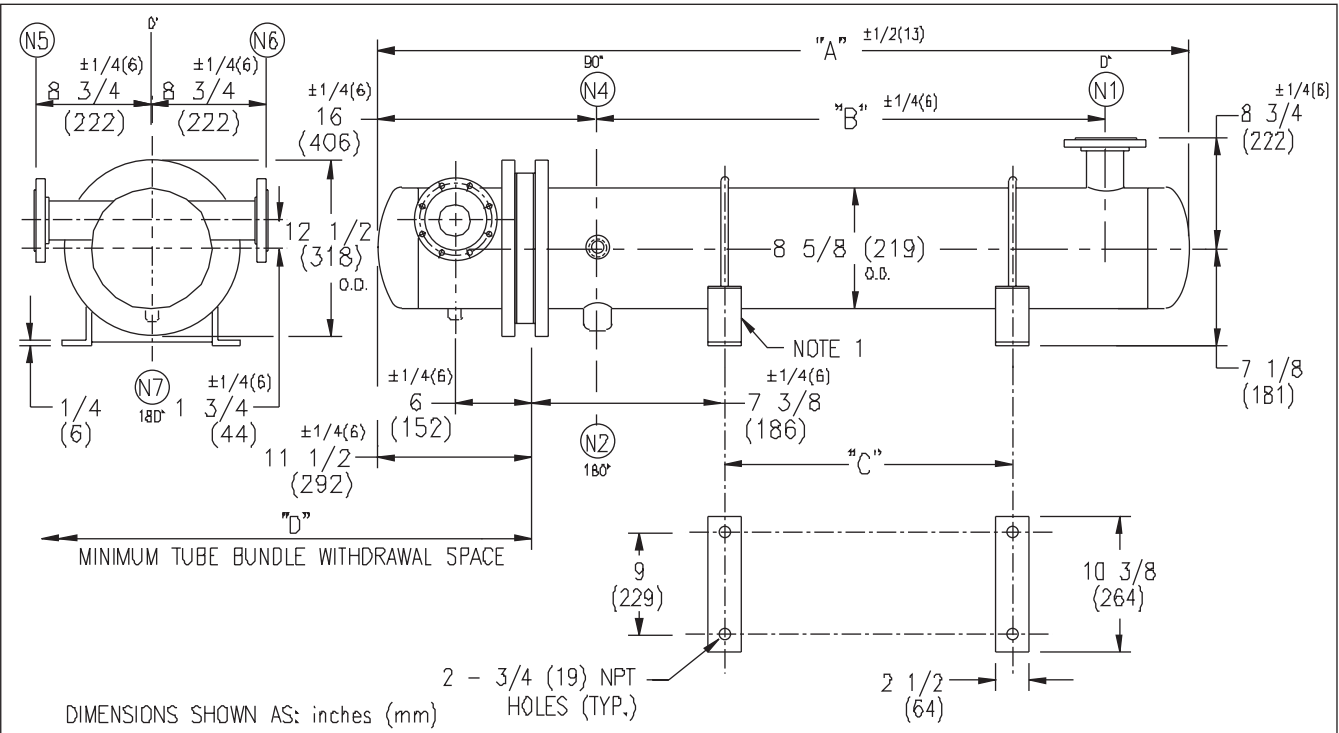 N5
0°
N6
±1/4(6)
8 3/4
(222)
±1/4(6)
8 3/4
(222)
12 1/2
(318)
O.D.
1/4
(6)
N7
180°
±1/4(6)
1 3/4
(44)
"A" ±1/2(13)
±1/4(6)
16
(406)
90°
N4
"B" ±1/4(6)
0°
N1
±1/4(6)
8 3/4
(222)
8 5/8 (219)
O.D.
NOTE 1
7 1/8
(181)
±1/4(6)
6
(152)
±1/4(6)
7 3/8
(186)
±1/4(6)
11 1/2
(292)
N2
180°
"C"
"D"
MINIMUM TUBE BUNDLE WITHDRAWAL SPACE
9
(229)
10 3/8
(264)
2 - 3/4 (19) NPT
HOLES (TYP.)
2 1/2
(64)
DIMENSIONS SHOWN AS: inches (mm)